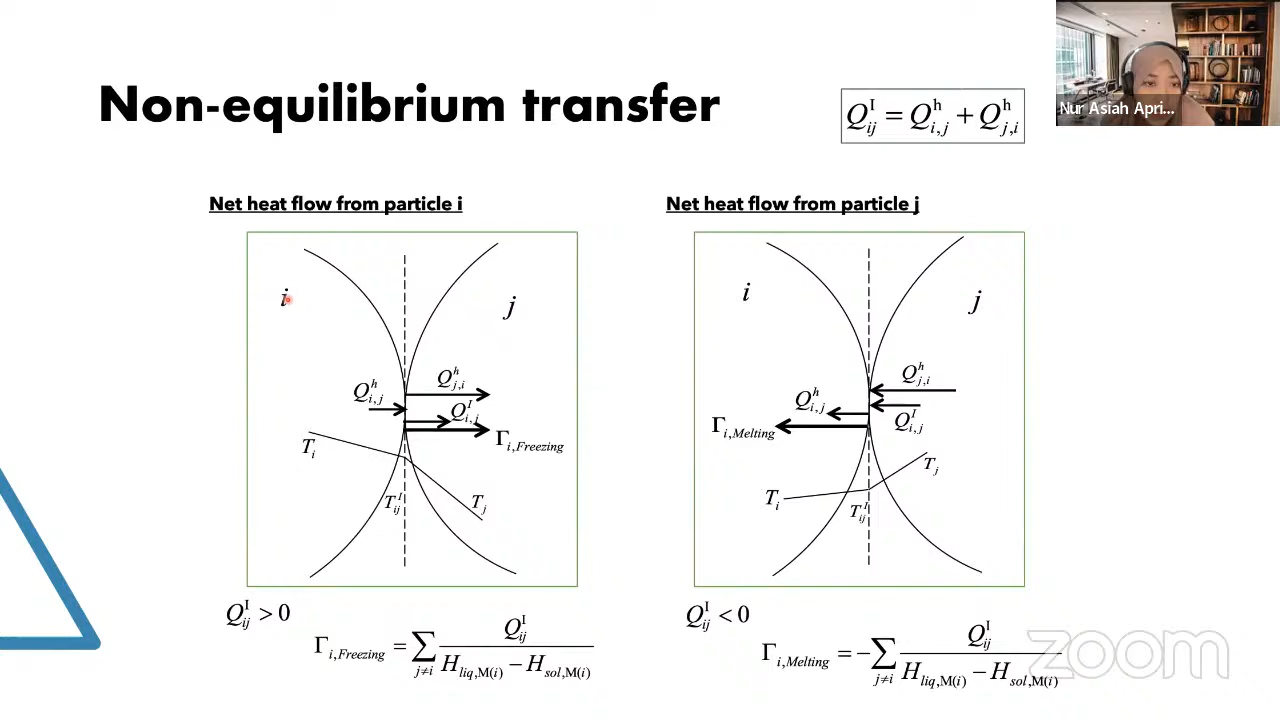 Non-equilibrium transfer
Q^I_ij = Q^h_i,j + Q^h_j,i
Nur Asiah Apri...
Net heat flow from particle i
i
j
Q^h_i,j
Q^h_j,i
Q^I_i,j
Γ_i,Freezing
T_i
T^I_ij
T_j
Q^I_ij > 0
Γ_i,Freezing = ∑_j≠i Q^I_ij / (H_liq,M(i) − H_sol,M(i))
Net heat flow from particle j
i
j
Q^h_j,i
Q^h_i,j
Q^I_i,j
Γ_i,Melting
T_j
T_i
T^I_ij
Q^I_ij < 0
Γ_i,Melting = −∑_j≠i Q^I_ij / (H_liq,M(i) − H_sol,M(i))
zoom